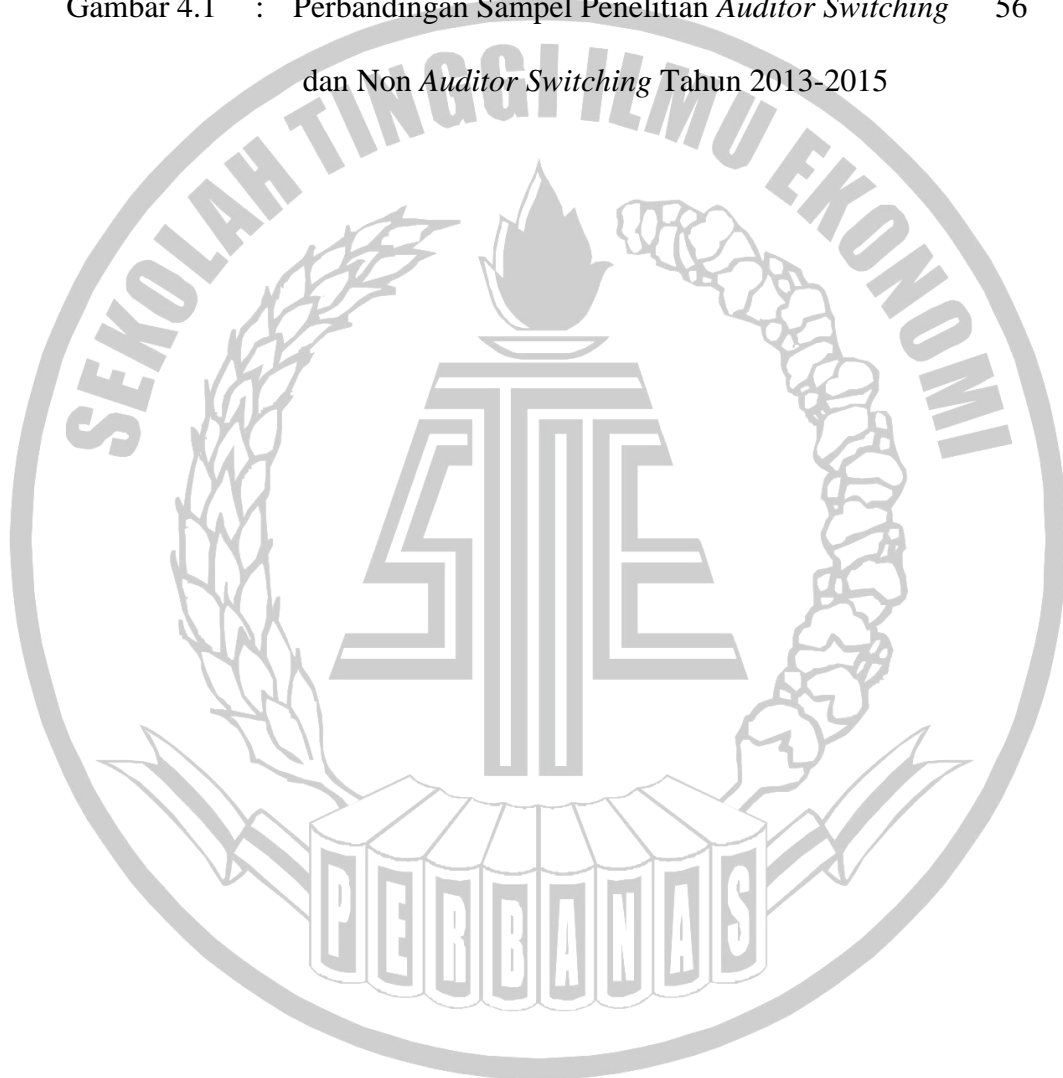 Gambar 4.1 : Perbandingan Sampel Penelitian Auditor Switching 56
dan Non Auditor Switching Tahun 2013-2015
SEKOLAH TINGGI ILMU EKONOMI
STIE
PERBANAS